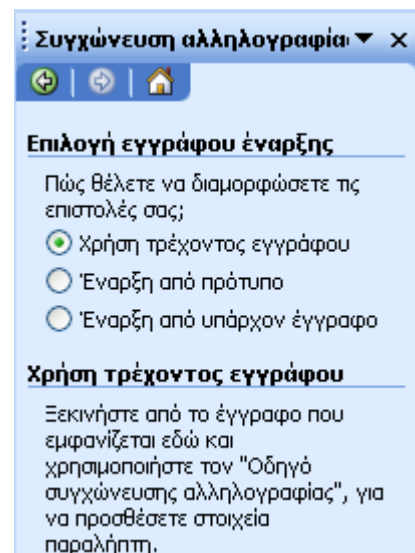 Συγχώνευση αλληλογραφία
Επιλογή εγγράφου έναρξης
Πώς θέλετε να διαμορφώσετε τις
επιστολές σας;
Χρήση τρέχοντος εγγράφου
Έναρξη από πρότυπο
Έναρξη από υπάρχον έγγραφο
Χρήση τρέχοντος εγγράφου
Ξεκινήστε από το έγγραφο που
εμφανίζεται εδώ και
χρησιμοποιήστε τον "Οδηγό
συγχώνευσης αλληλογραφίας", για
να προσθέσετε στοιχεία
παραλήπτη.